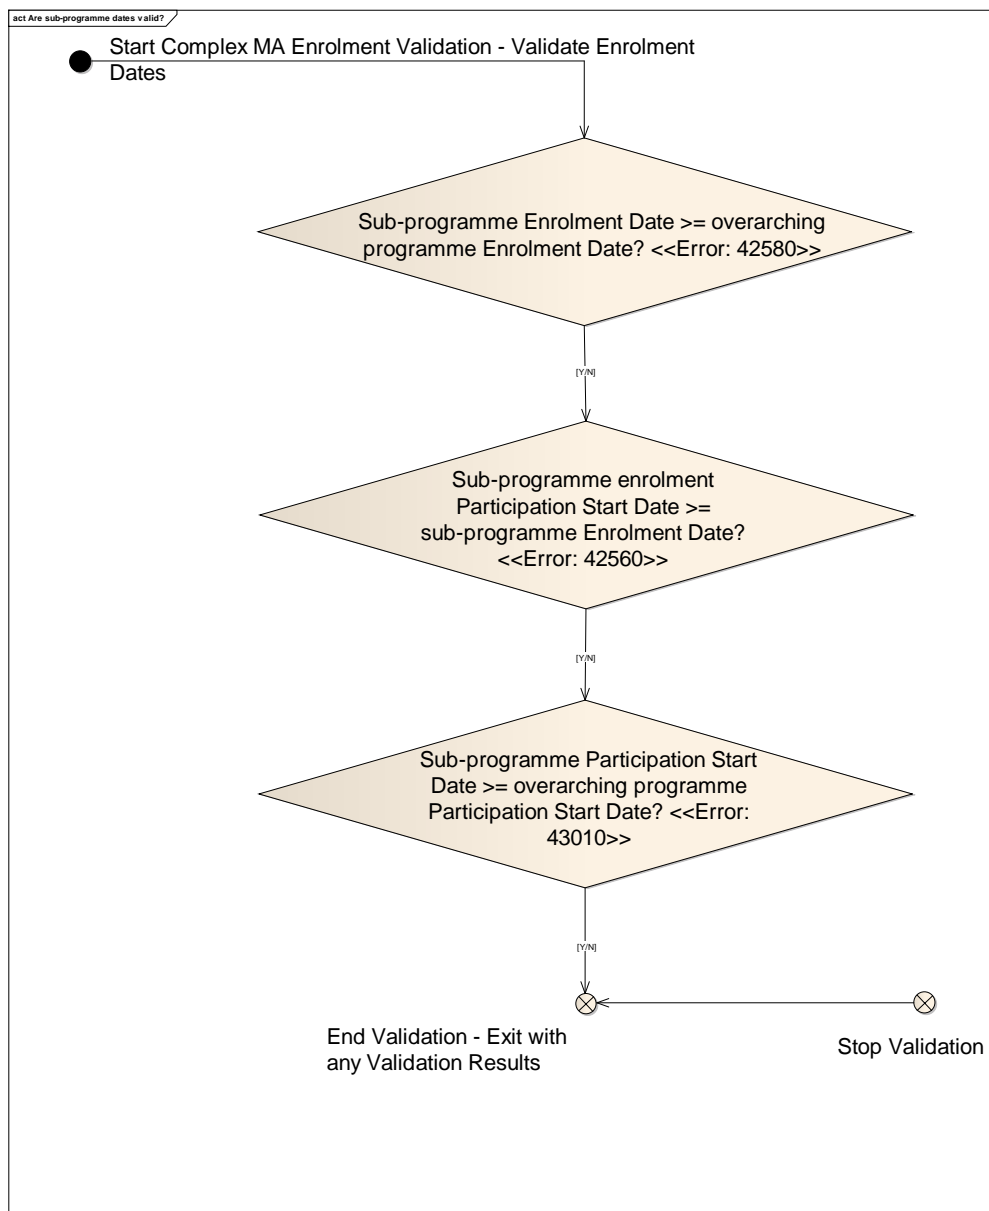 act Are sub-programme dates valid?
Start Complex MA Enrolment Validation - Validate Enrolment
Dates
Sub-programme Enrolment Date >= overarching
programme Enrolment Date? <<Error: 42580>>
[Y/N]
Sub-programme enrolment
Participation Start Date >=
sub-programme Enrolment Date?
<<Error: 42560>>
[Y/N]
Sub-programme Participation Start
Date >= overarching programme
Participation Start Date? <<Error:
43010>>
[Y/N]
End Validation - Exit with
any Validation Results
Stop Validation